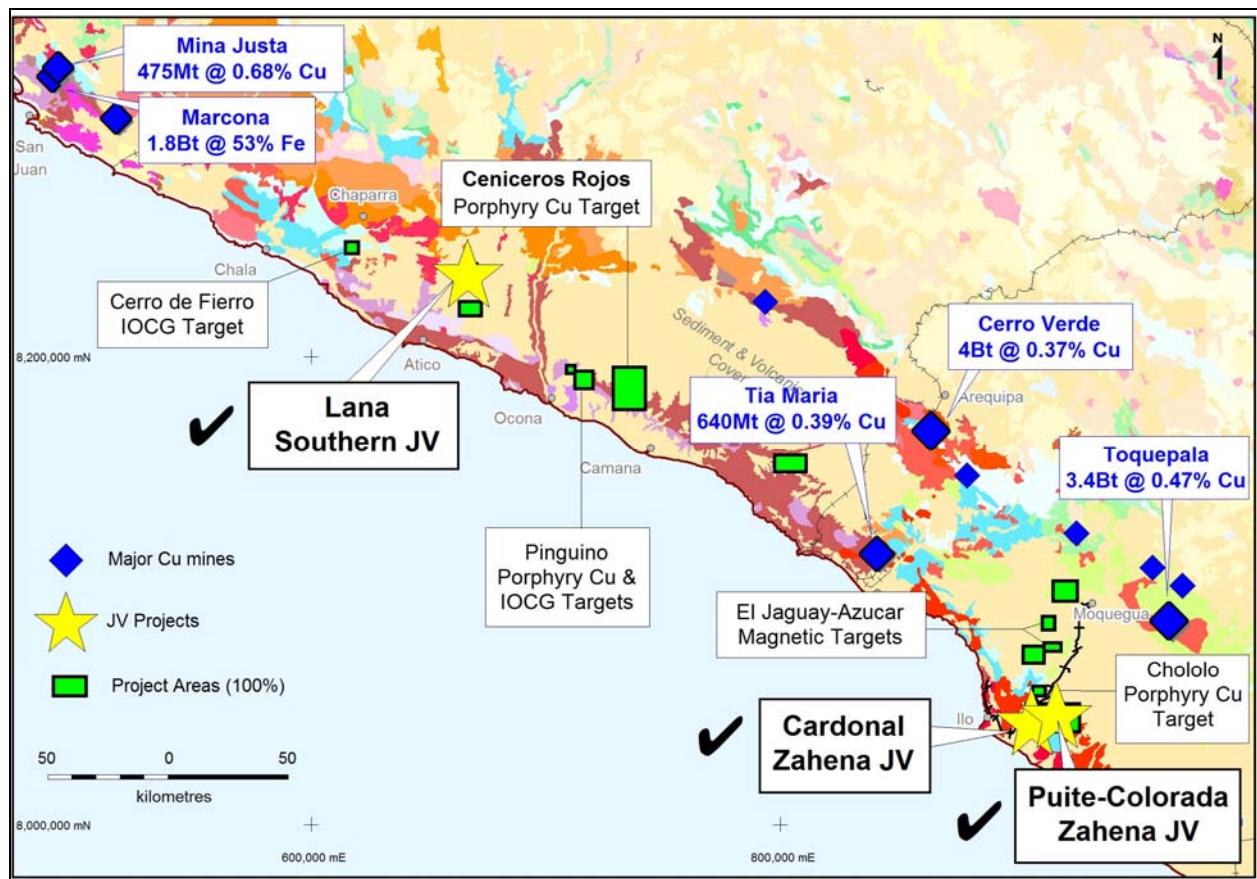 N
Mina Justa
475Mt @ 0.68% Cu
Marcona
1.8Bt @ 53% Fe
San
Juan
Chaparra
Ceniceros Rojos
Porphyry Cu Target
Chala
Cerro de Fierro
IOCG Target
8,200,000 mN
Atico
Sediment & Volcanic
Cover
Cerro Verde
4Bt @ 0.37% Cu
Tia Maria
640Mt @ 0.39% Cu
Arequipa
Lana
Southern JV
Ocona
Camana
Toquepala
3.4Bt @ 0.47% Cu
Pinguino
Porphyry Cu &
IOCG Targets
Major Cu mines
JV Projects
Project Areas (100%)
El Jaguay-Azucar
Magnetic Targets
Moquegua
Chololo
Porphyry Cu
Target
Ilo
Cardonal
Zahena JV
Puite-Colorada
Zahena JV
50 0 50
kilometres
8,000,000 mN
600,000 mE
800,000 mE